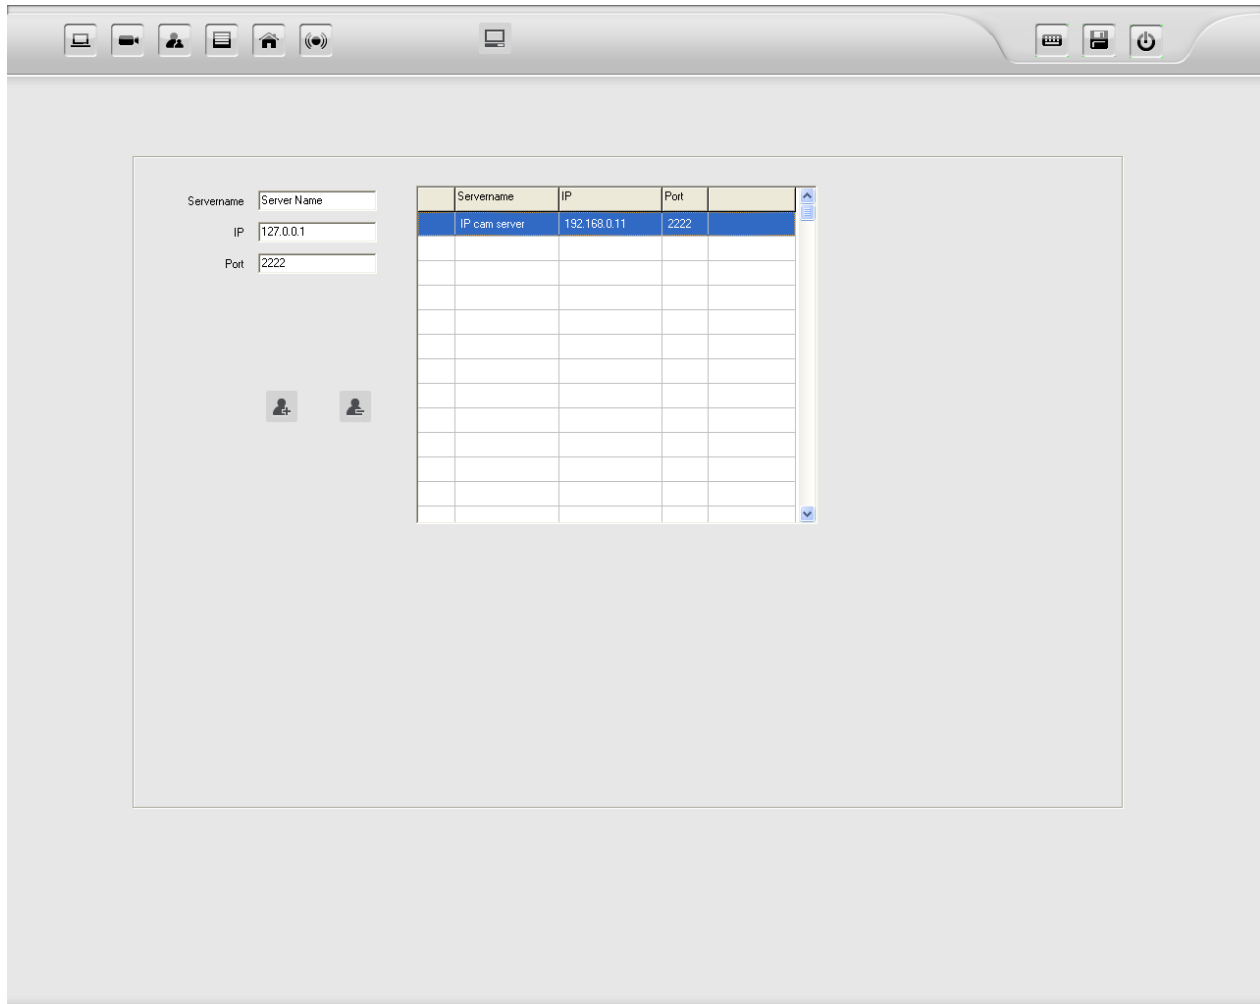 Servername Server Name
IP 127.0.0.1
Port 2222
Servername IP Port
IP cam server 192.168.0.11 2222